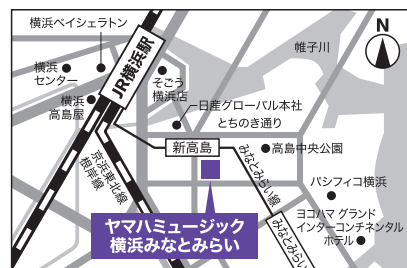 横浜ベイシェラトン
N
帷子川
JR横浜駅
横浜
センター
そごう
横浜店
横浜
高島屋
日産グローバル本社
とちのき通り
新高島
高島中央公園
京浜東北線
根岸線
みなとみらい線
パシフィコ横浜
ヤマハミュージック
横浜みなとみらい
ヨコハマ グランド
インターコンチネンタル
ホテル
みなとみらい